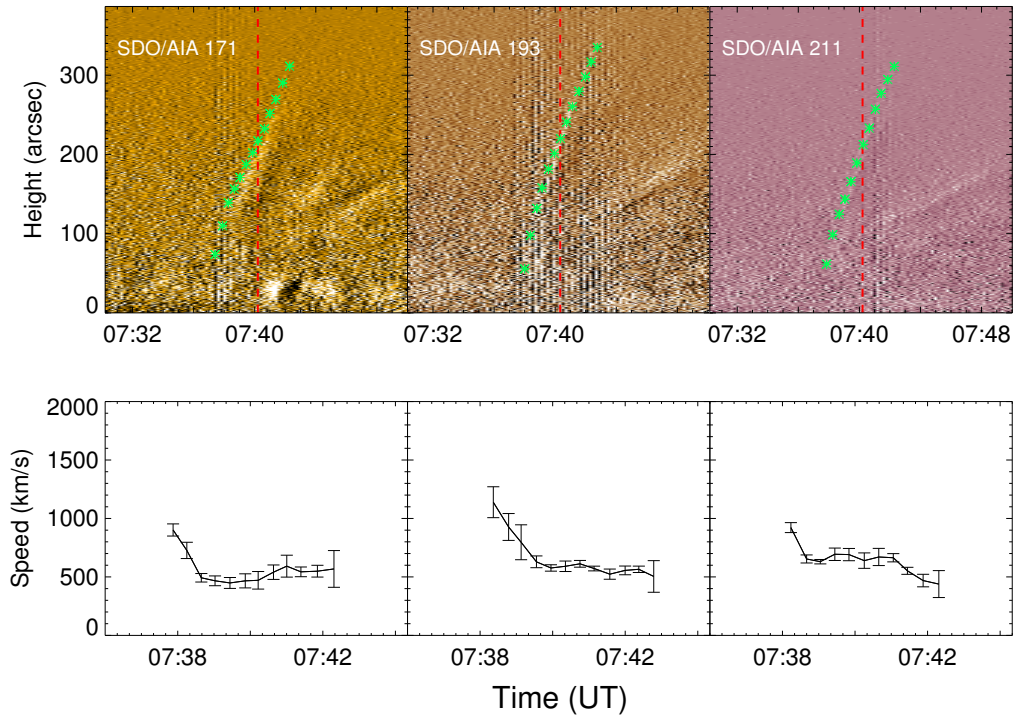 SDO/AIA 171 SDO/AIA 193 SDO/AIA 211
Height (arcsec)
300
200
100
0
07:32 07:40 07:32 07:40 07:32 07:40 07:48
Speed (km/s)
2000
1500
1000
500
0
07:38 07:42 07:38 07:42 07:38 07:42
Time (UT)